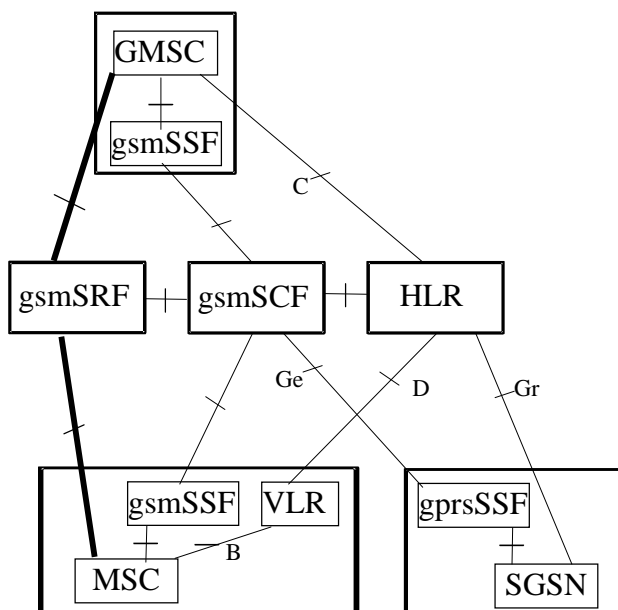 GMSC
gsmSSF
C
gsmSRF
gsmSCF
HLR
Ge
D
Gr
gsmSSF
VLR
gprsSSF
B
MSC
SGSN